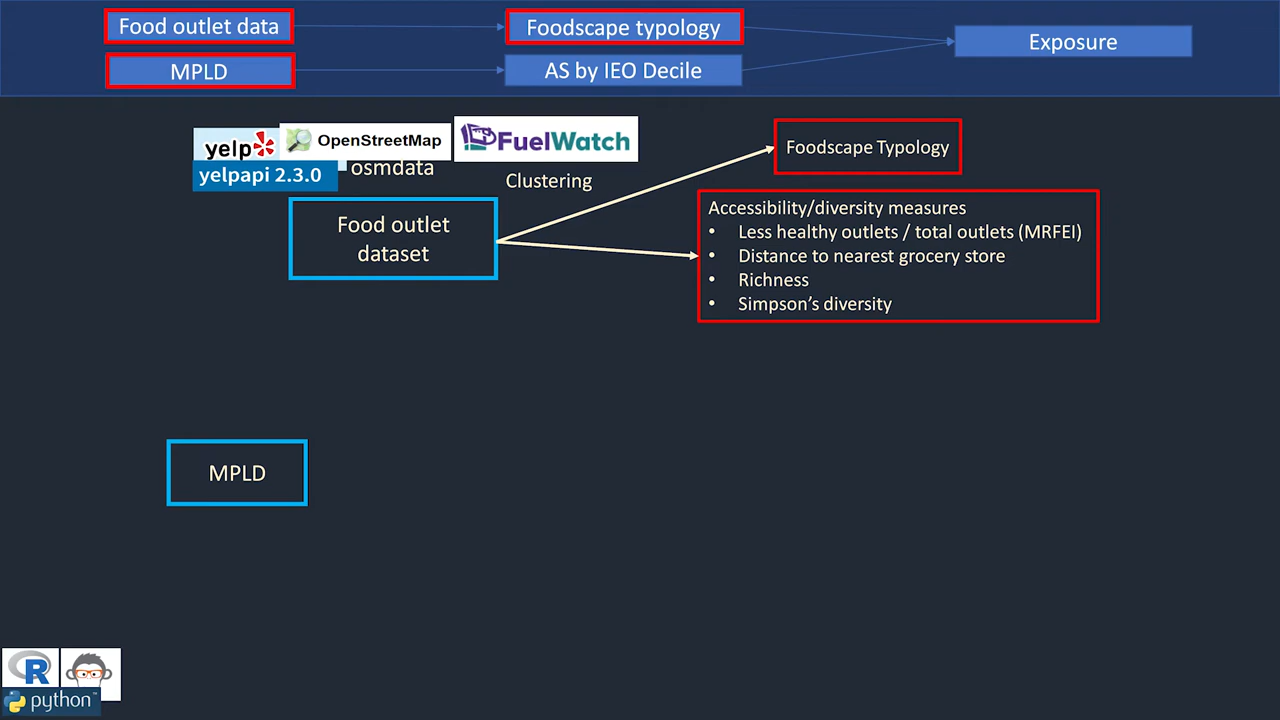 Food outlet data
Foodscape typology
Exposure
MPLD
AS by IEO Decile
yelp
OpenStreetMap
FuelWatch
yelpapi 2.3.0
osmdata
Clustering
Foodscape Typology
Food outlet
dataset
Accessibility/diversity measures
• Less healthy outlets / total outlets (MRFEI)
• Distance to nearest grocery store
• Richness
• Simpson's diversity
MPLD
R
python™